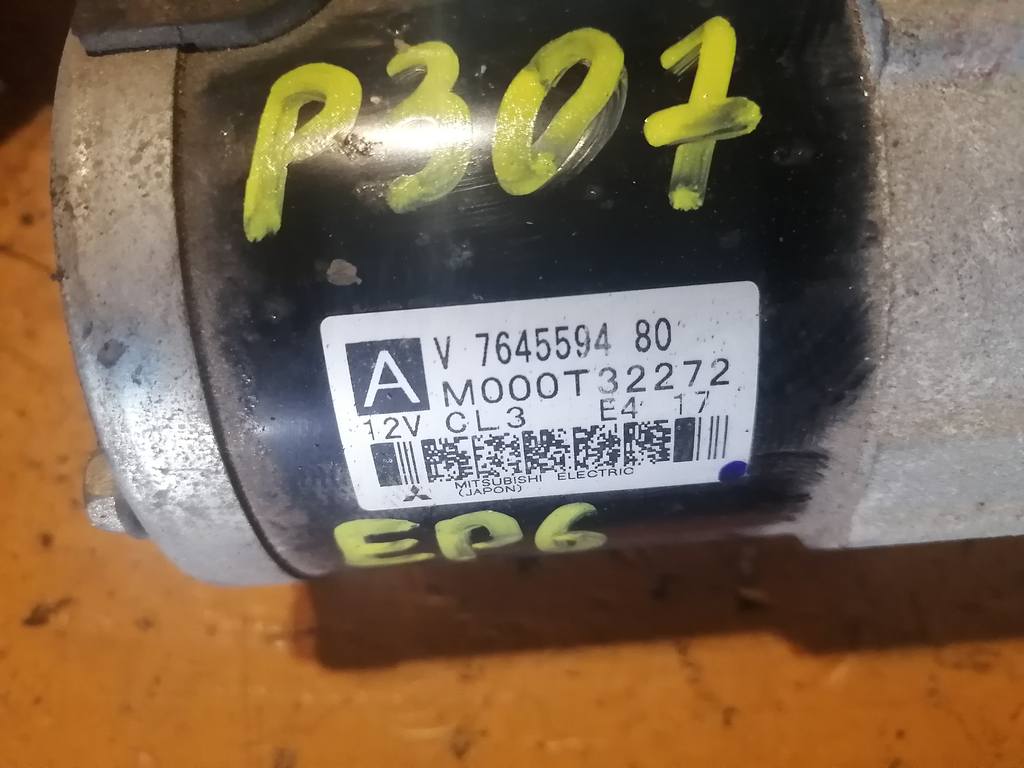 P307
A
V 7645594 80
M000T32272
12V CL3 E4 17
MITSUBISHI ELECTRIC
(JAPON)
EP6